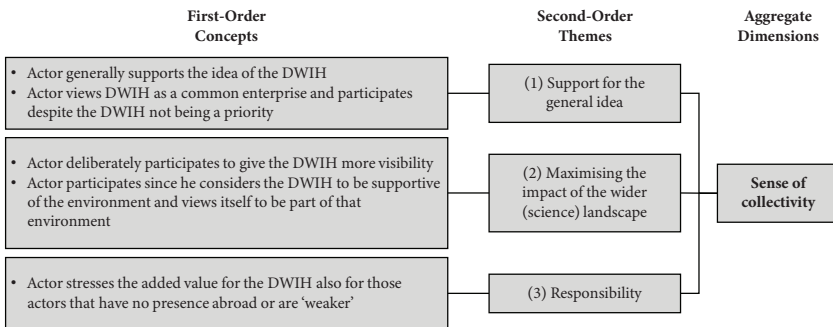 First-Order
Concepts
Second-Order
Themes
Aggregate
Dimensions
• Actor generally supports the idea of the DWIH
• Actor views DWIH as a common enterprise and participates
despite the DWIH not being a priority
(1) Support for the
general idea
• Actor deliberately participates to give the DWIH more visibility
• Actor participates since he considers the DWIH to be supportive
of the environment and views itself to be part of that
environment
(2) Maximising the
impact of the wider
(science) landscape
Sense of
collectivity
• Actor stresses the added value for the DWIH also for those
actors that have no presence abroad or are ‘weaker’
(3) Responsibility